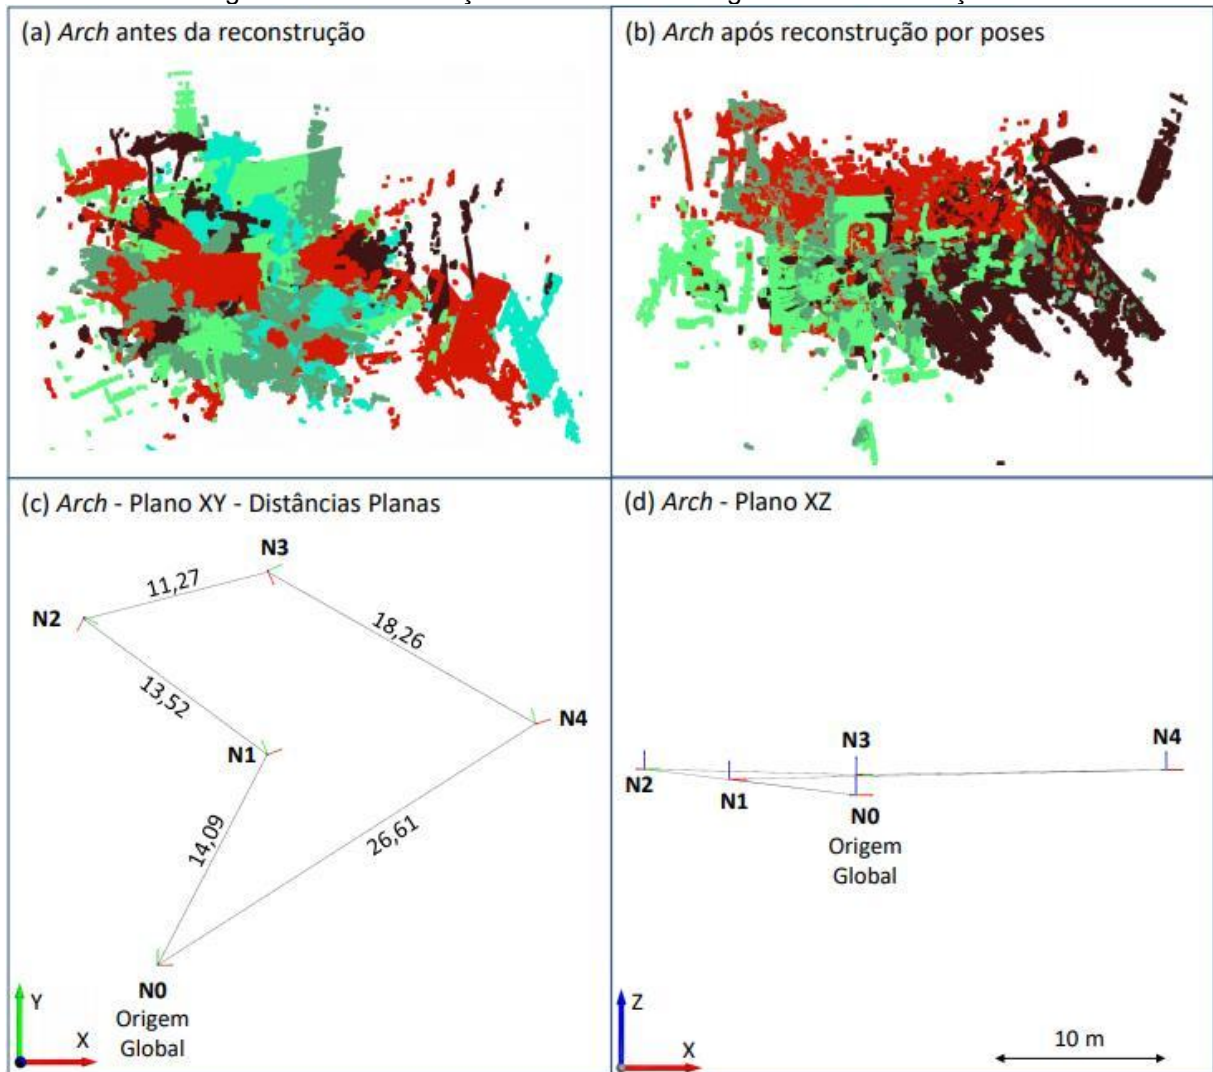 (a) Arch antes da reconstrução
(b) Arch após reconstrução por poses
(c) Arch - Plano XY - Distâncias Planas
N3
11,27
N2
18,26
13,52
N4
N1
14,09
26,61
N0
Origem
Global
Y
X
(d) Arch - Plano XZ
N3
N4
N2
N1
N0
Origem
Global
Z
X
10 m